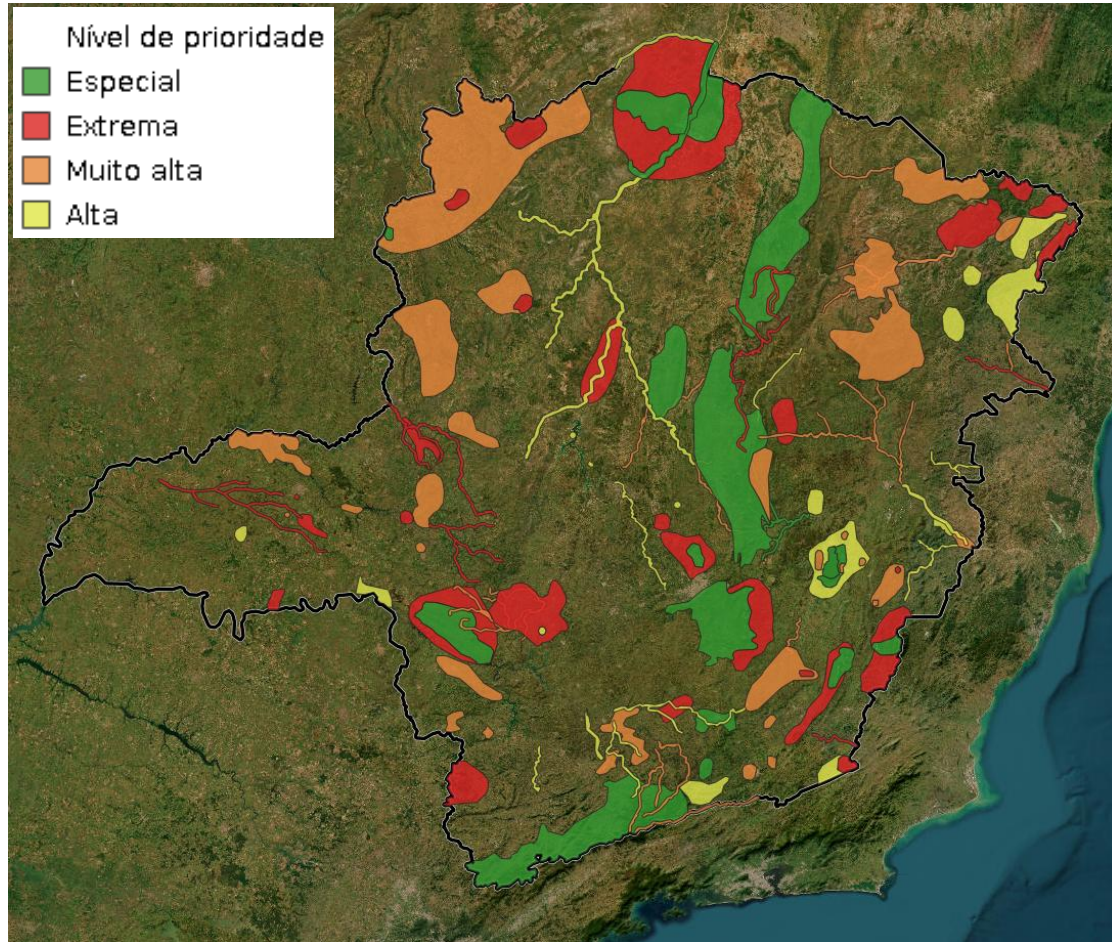 Nível de prioridade
Especial
Extrema
Muito alta
Alta